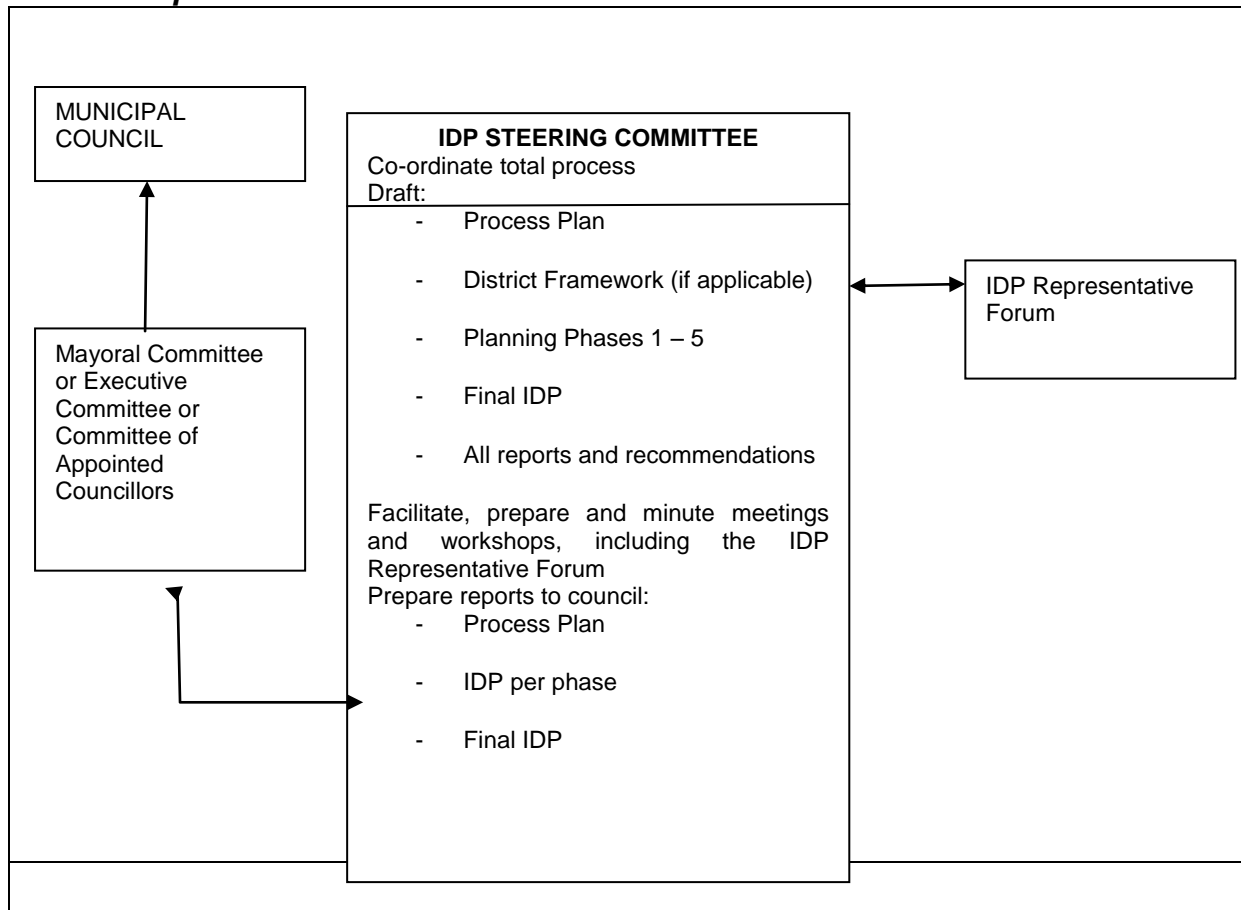 MUNICIPAL
COUNCIL
IDP STEERING COMMITTEE
Co-ordinate total process
Draft:
- Process Plan
- District Framework (if applicable)
- Planning Phases 1 – 5
- Final IDP
- All reports and recommendations
Facilitate, prepare and minute meetings
and workshops, including the IDP
Representative Forum
Prepare reports to council:
- Process Plan
- IDP per phase
- Final IDP
IDP Representative
Forum
Mayoral Committee
or Executive
Committee or
Committee of
Appointed
Councillors